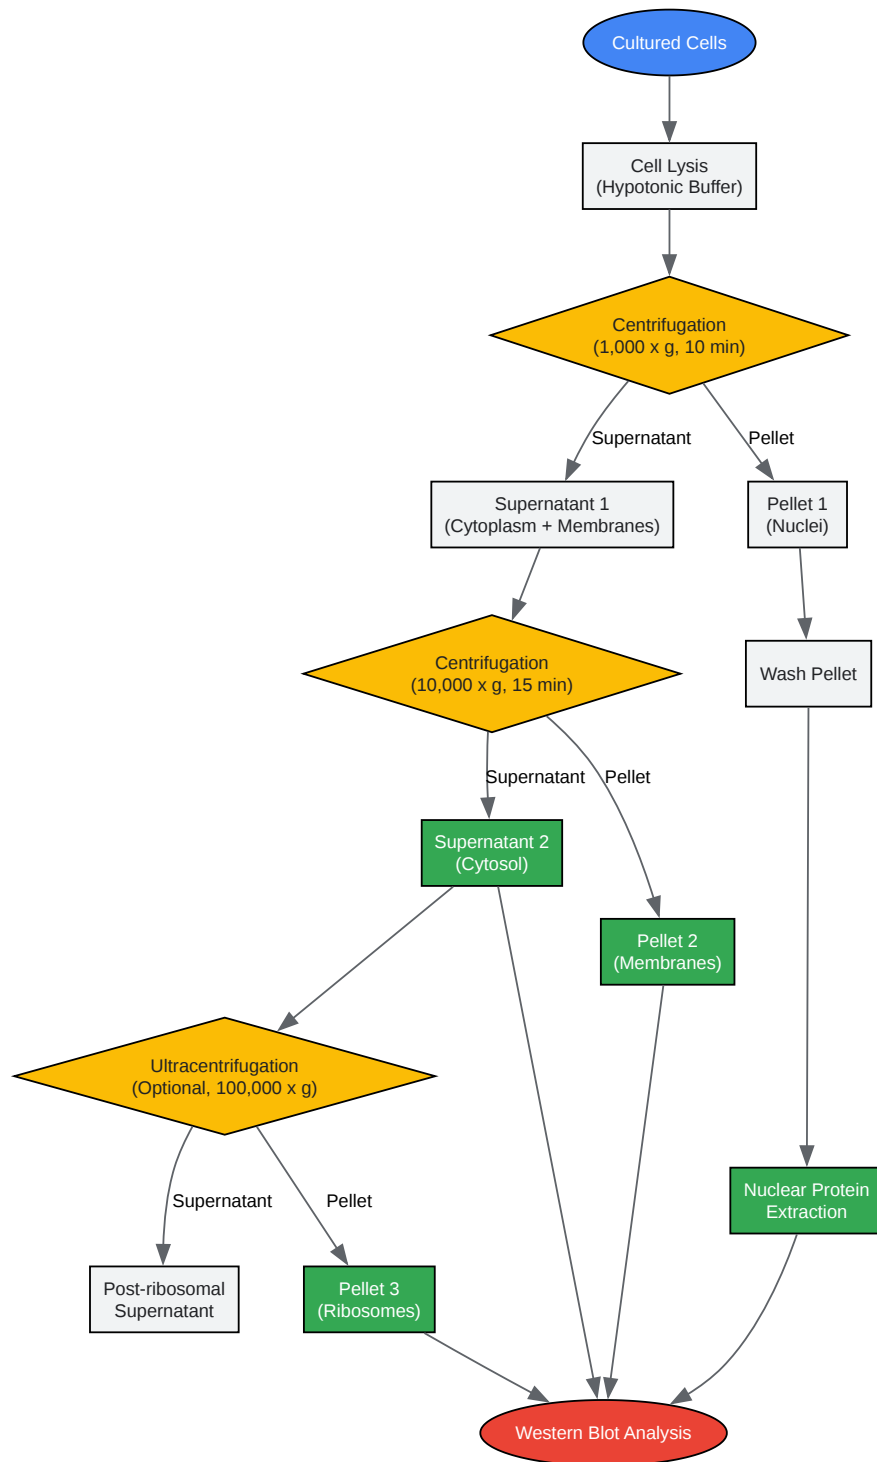 Cultured Cells
Cell Lysis
(Hypotonic Buffer)
Centrifugation
(1,000 x g, 10 min)
Supernatant
Pellet
Supernatant 1
(Cytoplasm + Membranes)
Pellet 1
(Nuclei)
Centrifugation
(10,000 x g, 15 min)
Wash Pellet
Supernatant
Pellet
Supernatant 2
(Cytosol)
Pellet 2
(Membranes)
Ultracentrifugation
(Optional, 100,000 x g)
Supernatant
Pellet
Nuclear Protein
Extraction
Post-ribosomal
Supernatant
Pellet 3
(Ribosomes)
Western Blot Analysis